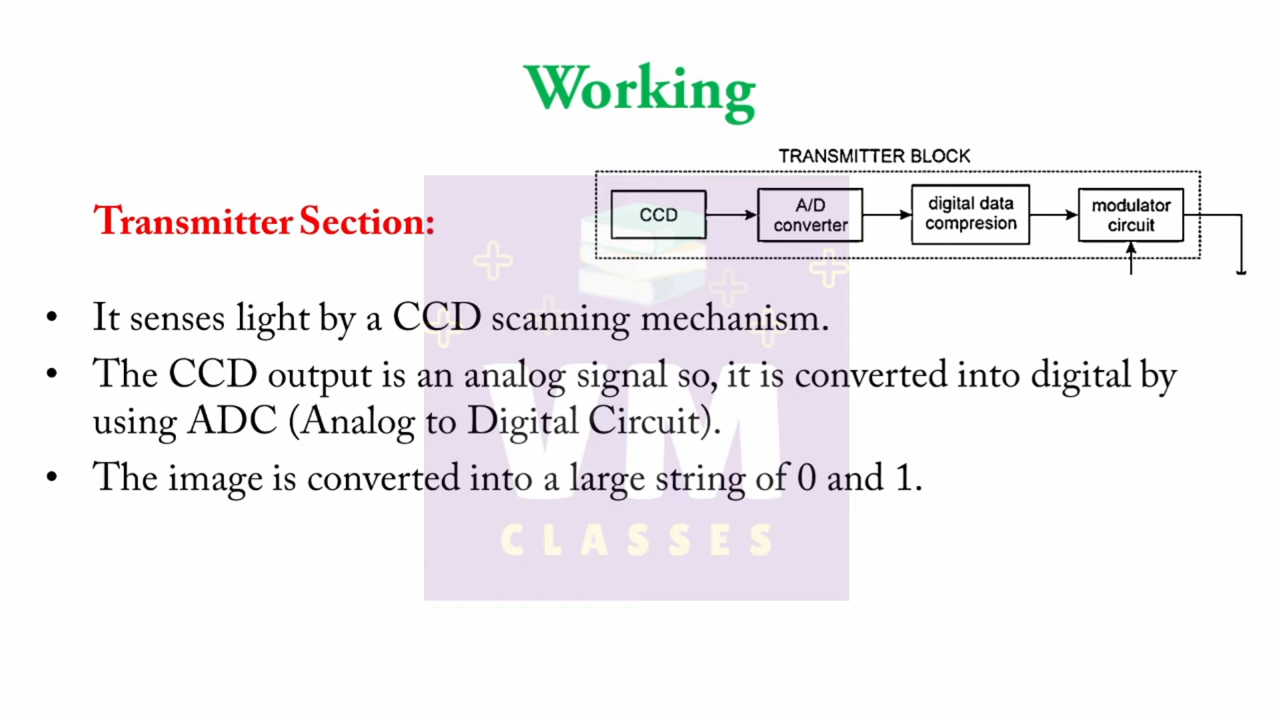 Working
TRANSMITTER BLOCK
CCD
A/D
converter
digital data
compresion
modulator
circuit
Transmitter Section:
• It senses light by a CCD scanning mechanism.
• The CCD output is an analog signal so, it is converted into digital by
using ADC (Analog to Digital Circuit).
• The image is converted into a large string of 0 and 1.
VM
CLASSES